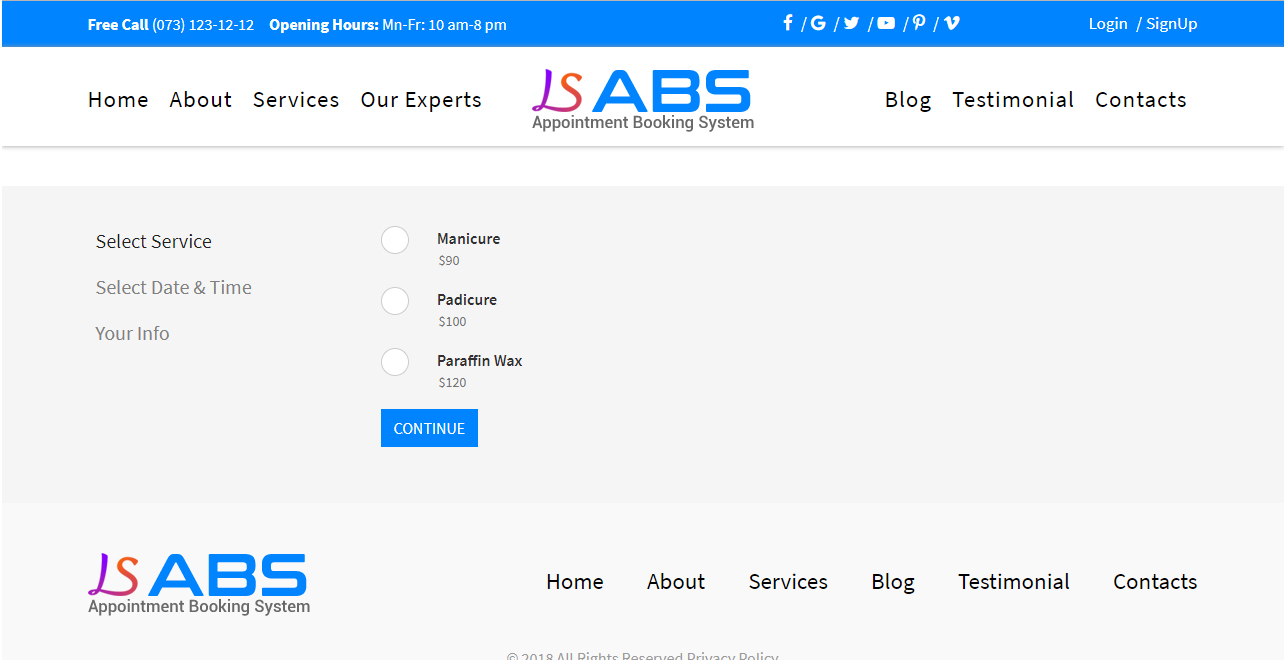 Free Call (073) 123-12-12 Opening Hours: Mn-Fr: 10 am-8 pm / / / / / Login / SignUp
Home About Services Our Experts LS ABS Blog Testimonial Contacts
Appointment Booking System
Select Service
Select Date & Time
Your Info
Manicure
$90
Padicure
$100
Paraffin Wax
$120
CONTINUE
LS ABS
Appointment Booking System
Home About Services Blog Testimonial Contacts
© 2018 All Rights Reserved Privacy Policy